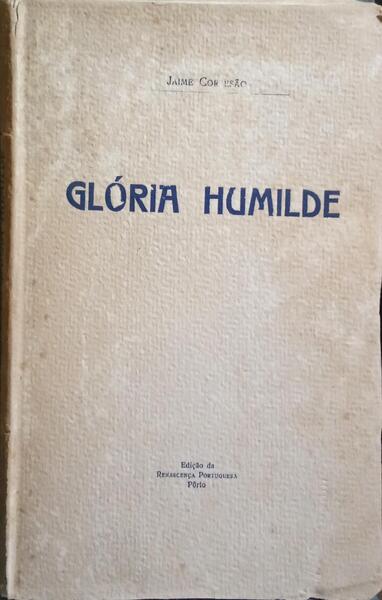 JAIME CORTESÃO
GLÓRIA HUMILDE
Edição da
RENASCENÇA PORTUGUESA
Pôrto